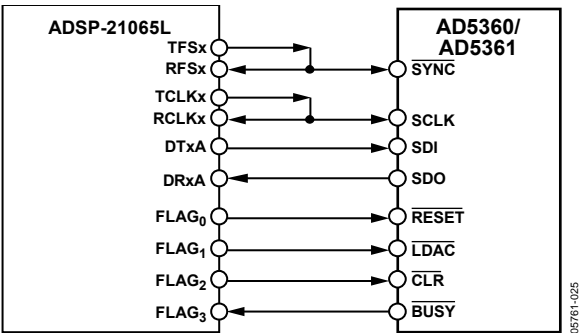 ADSP-21065L
AD5360/
AD5361
TFSx
RFSx
SYNC
TCLKx
RCLKx
SCLK
DTxA
SDI
DRxA
SDO
FLAG0
RESET
FLAG1
LDAC
FLAG2
CLR
FLAG3
BUSY
05761-025